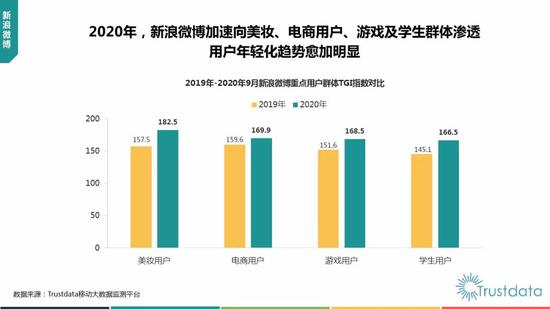 新浪微博
2020年，新浪微博加速向美妆、电商用户、游戏及学生群体渗透
用户年轻化趋势愈加明显
2019年-2020年9月新浪微博重点用户群体TGI指数对比
2019年 2020年
200
150
100
50
0
157.5 182.5
159.6 169.9
151.6 168.5
145.1 166.5
美妆用户 电商用户 游戏用户 学生用户
数据来源：Trustdata移动大数据监测平台
Trustdata